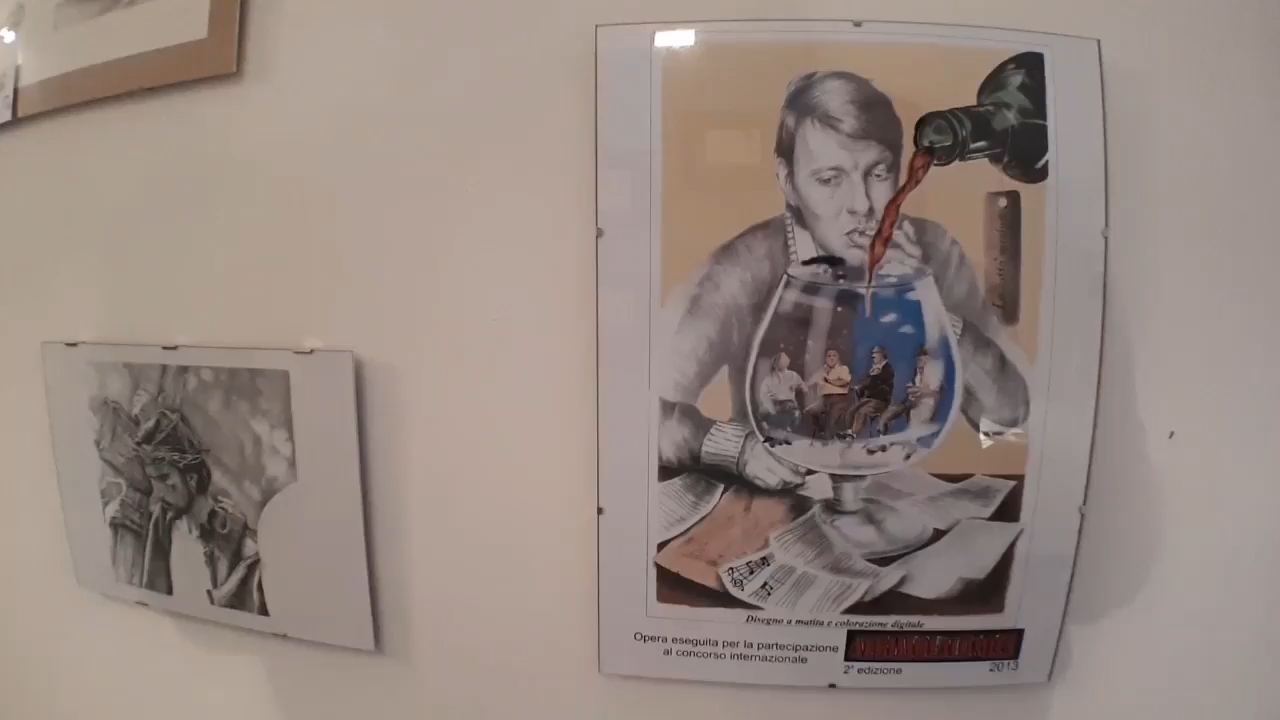 Disegno a matita e colorazione digitale
Opera eseguita per la partecipazione
al concorso internazionale
2ª edizione
2013